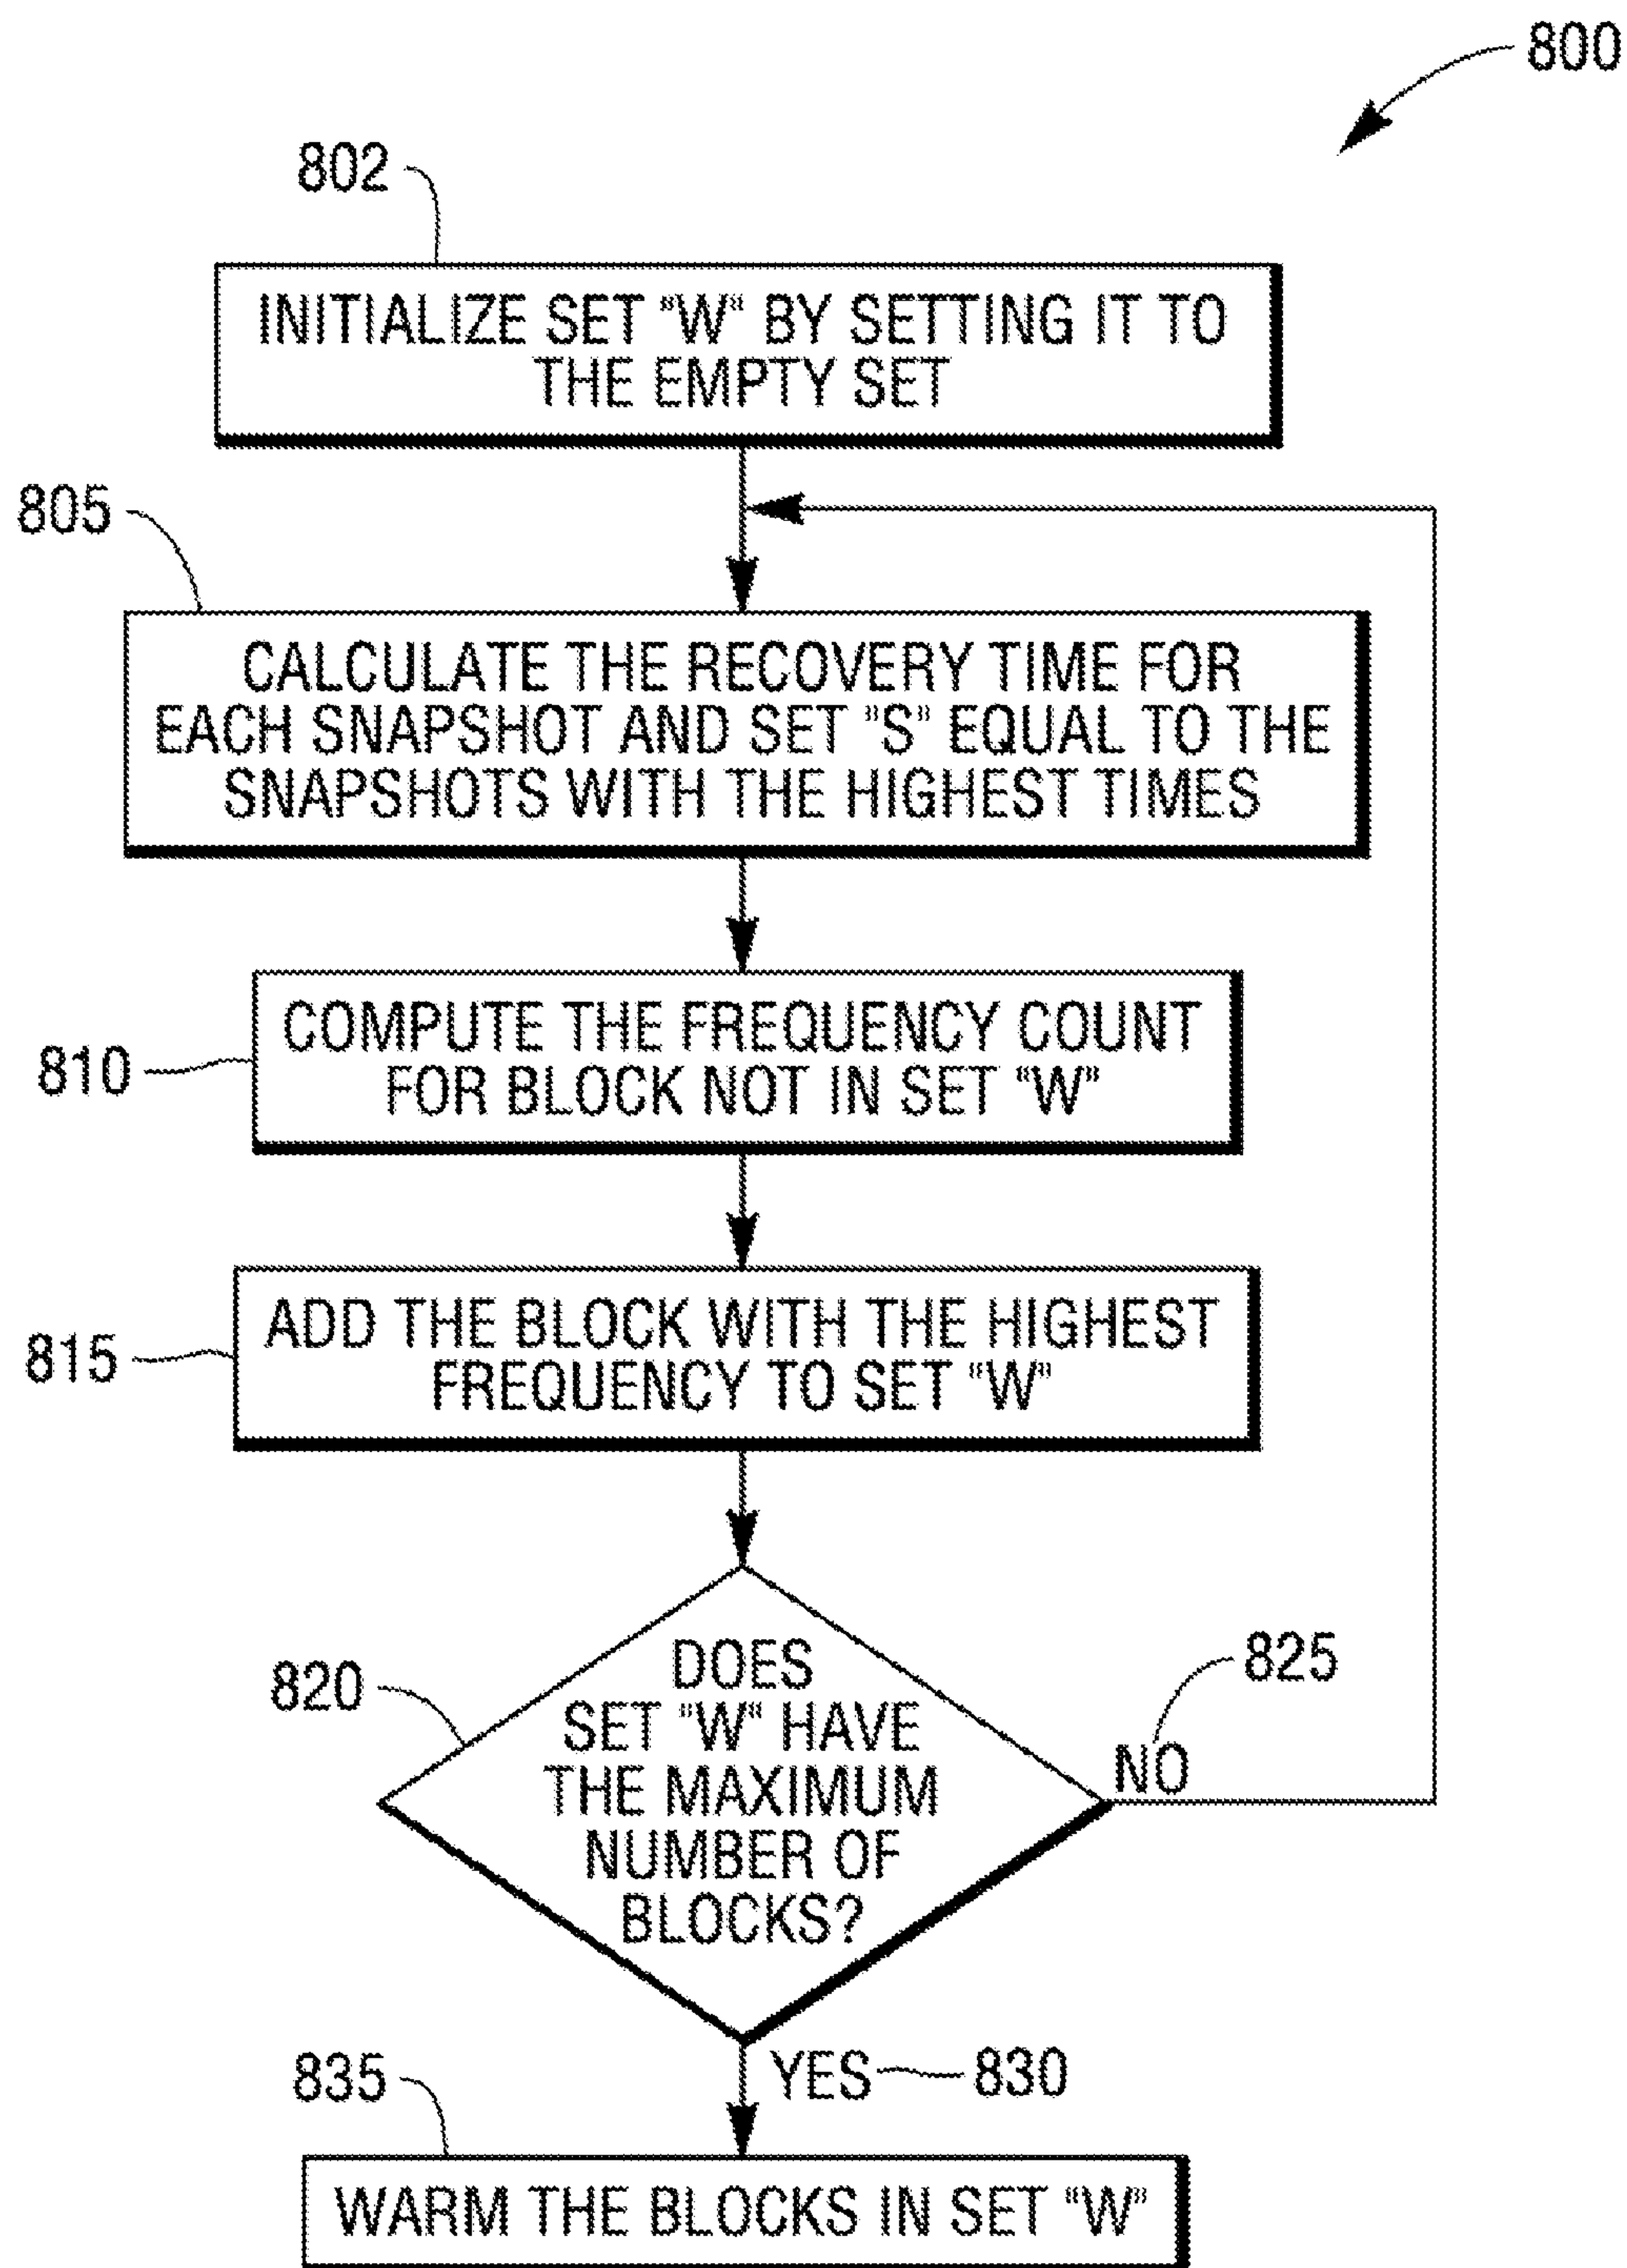 800
802
INITIALIZE SET "W" BY SETTING IT TO
THE EMPTY SET
805
CALCULATE THE RECOVERY TIME FOR
EACH SNAPSHOT AND SET "S" EQUAL TO THE
SNAPSHOTS WITH THE HIGHEST TIMES
810
COMPUTE THE FREQUENCY COUNT
FOR BLOCK NOT IN SET "W"
815
ADD THE BLOCK WITH THE HIGHEST
FREQUENCY TO SET "W"
820
DOES
SET "W" HAVE
THE MAXIMUM
NUMBER OF
BLOCKS?
825
NO
YES
830
835
WARM THE BLOCKS IN SET "W"